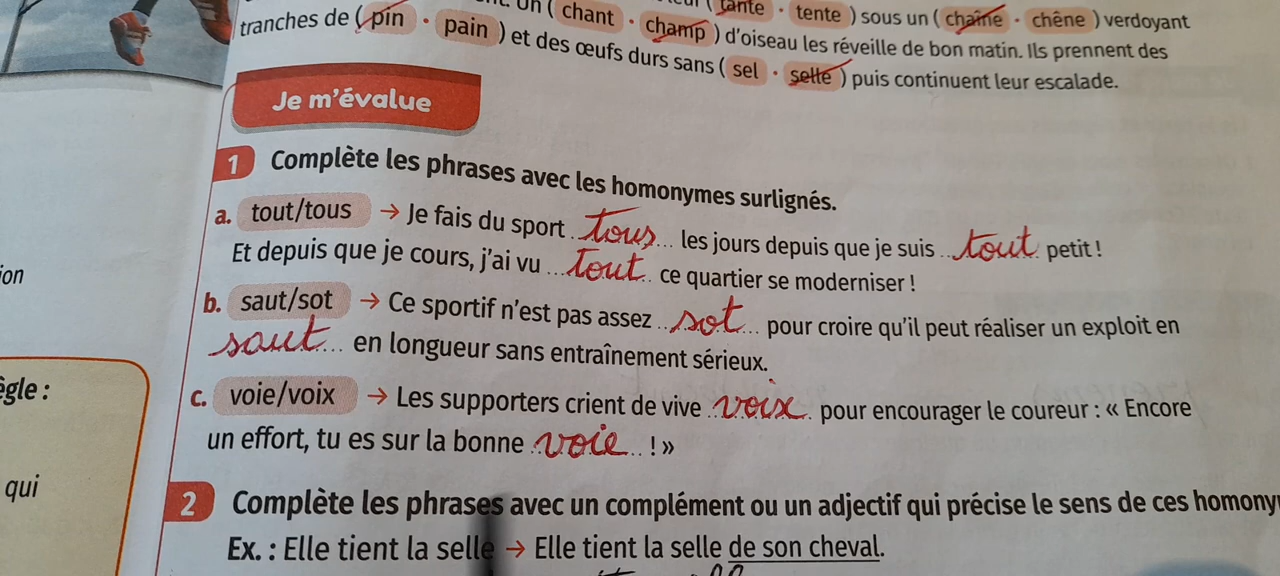 . Un ( chant · champ ) d'oiseau les réveille de bon matin. Ils prennent des
( tante · tente ) sous un ( chaîne · chêne ) verdoyant
tranches de ( pin · pain ) et des œufs durs sans ( sel · selle ) puis continuent leur escalade.
Je m'évalue
1 Complète les phrases avec les homonymes surlignés.
a. tout/tous → Je fais du sport tous les jours depuis que je suis tout petit !
Et depuis que je cours, j'ai vu tout ce quartier se moderniser !
b. saut/sot → Ce sportif n'est pas assez sot pour croire qu'il peut réaliser un exploit en
saut en longueur sans entraînement sérieux.
c. voie/voix → Les supporters crient de vive voix pour encourager le coureur : « Encore
un effort, tu es sur la bonne voie ! »
2 Complète les phrases avec un complément ou un adjectif qui précise le sens de ces
Ex. : Elle tient la selle → Elle tient la selle de son cheval.
ion
qui